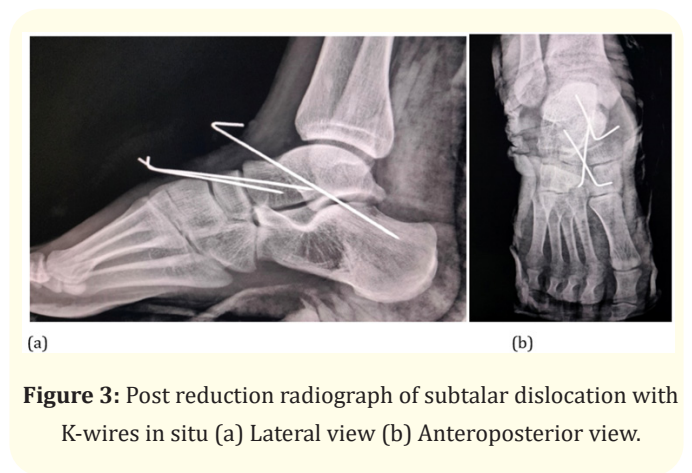 (a)
(b)
Figure 3: Post reduction radiograph of subtalar dislocation with
K-wires in situ (a) Lateral view (b) Anteroposterior view.